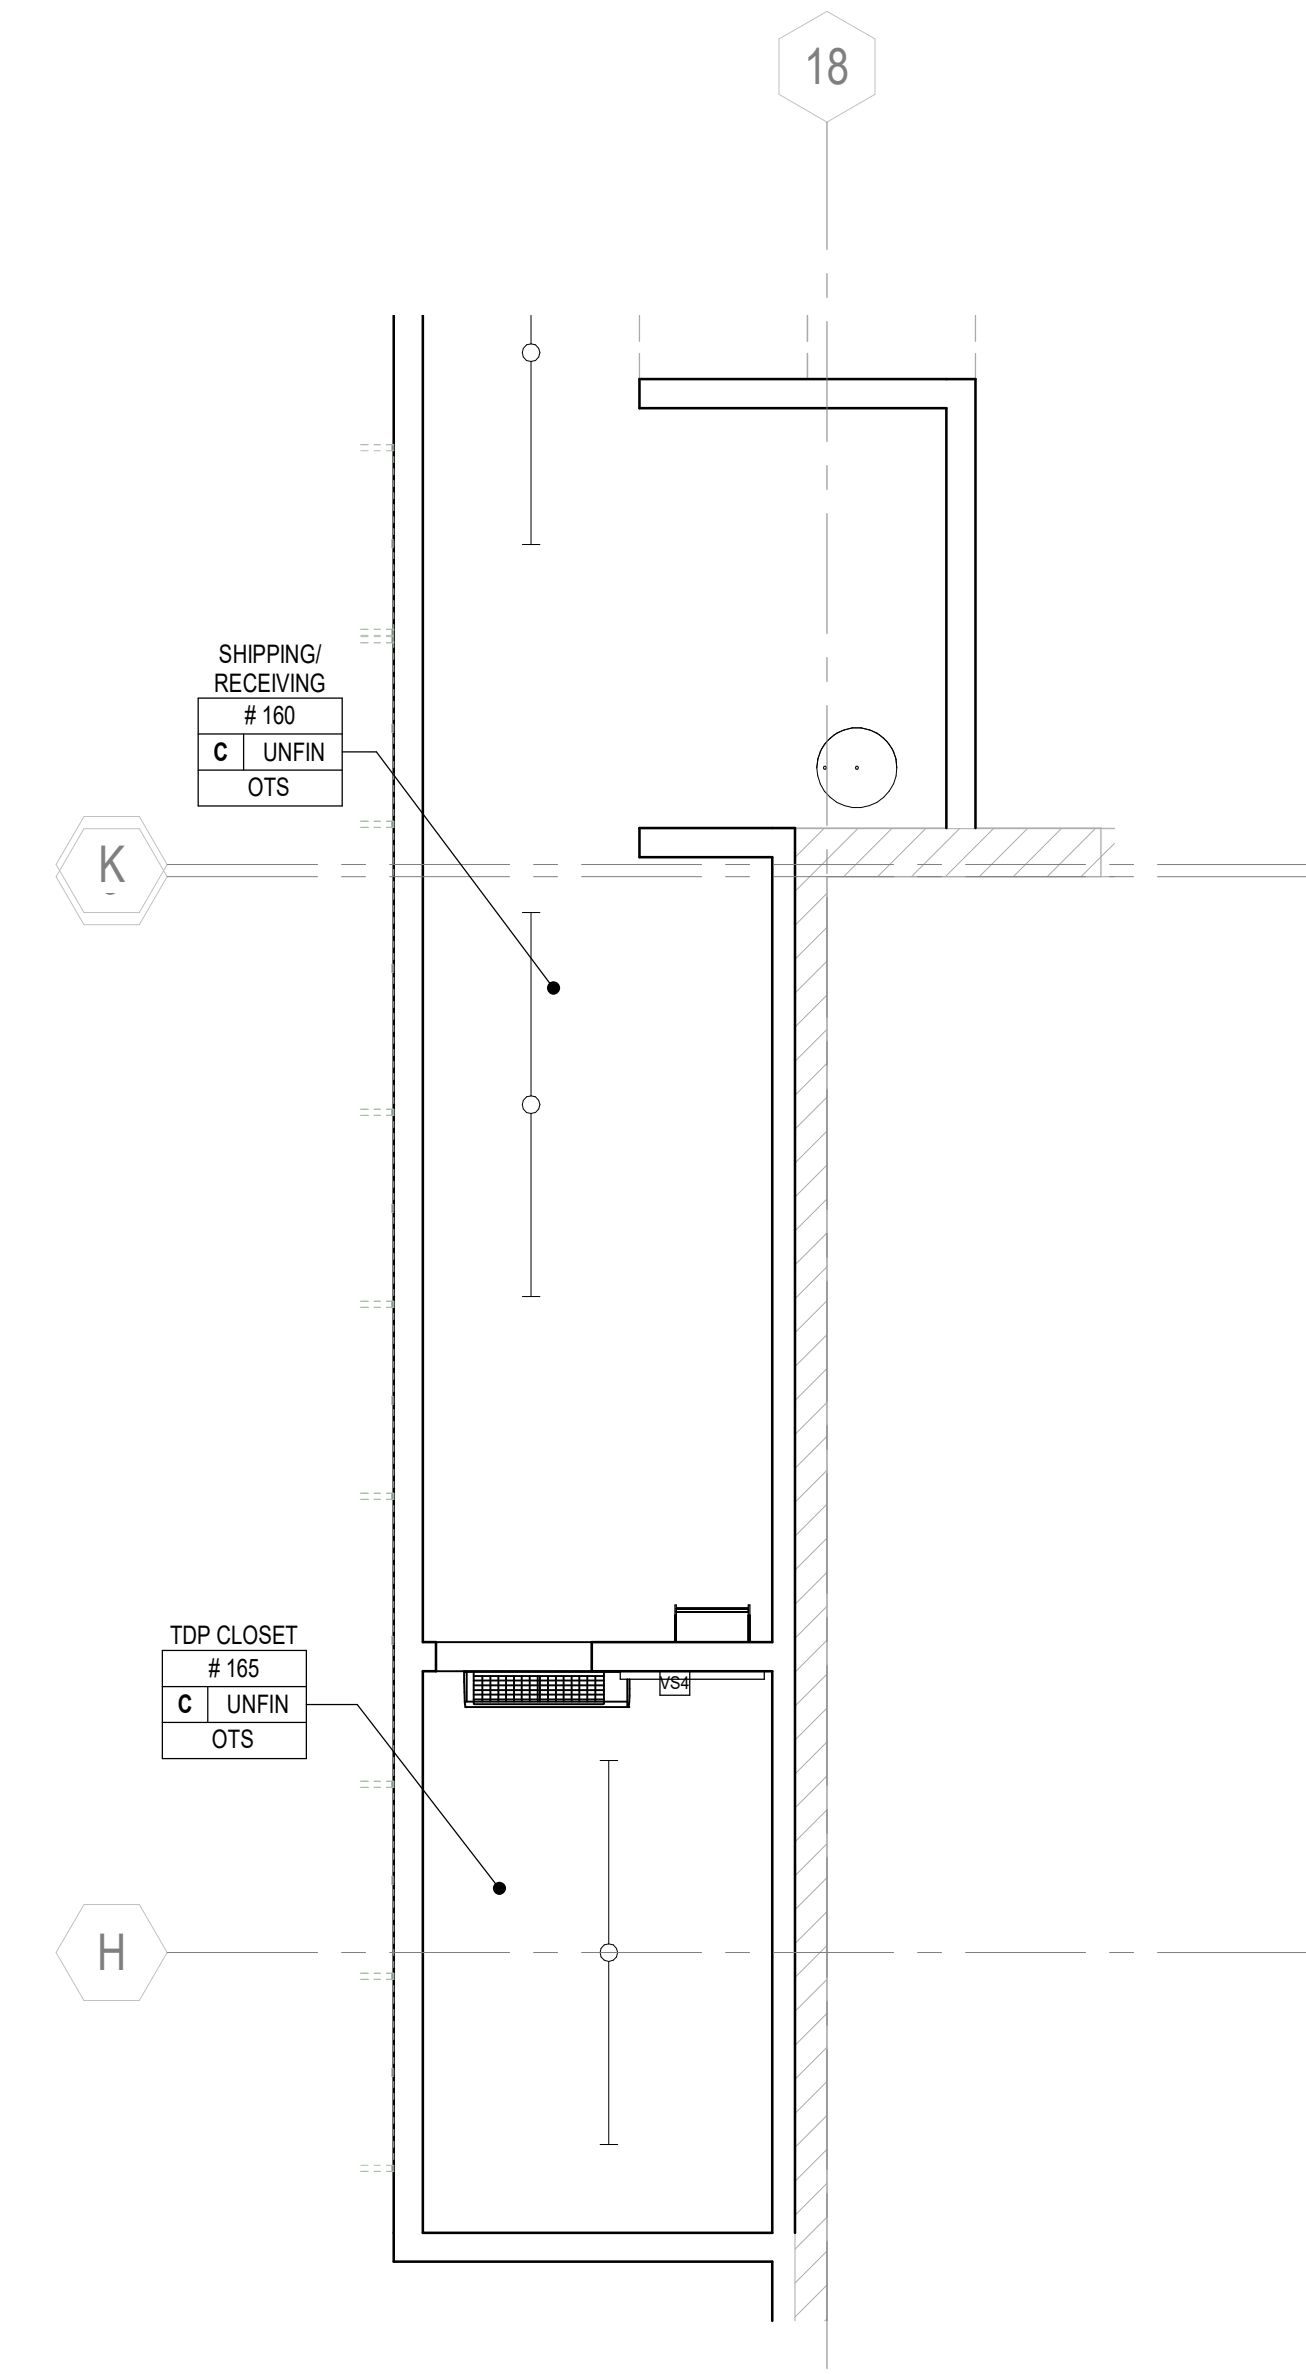 18
SHIPPING/
RECEIVING
# 160
C UNFIN
OTS
K
TDP CLOSET
# 165
C UNFIN
OTS
VS4
H